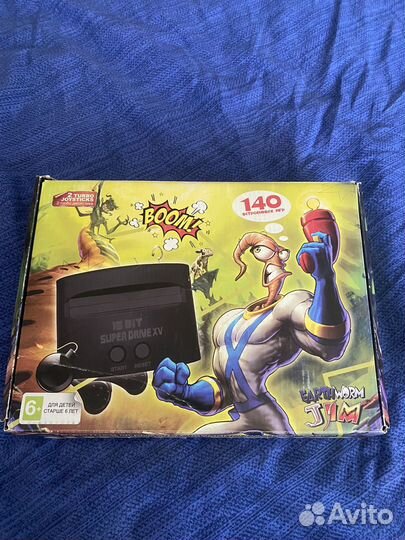 2 TURBO
JOYSTICKS
BOOM!
140
ВСТРОЕННЫХ ИГР
16 BIT
SUPER DRIVE XV
START
RESET
6+
ДЛЯ ДЕТЕЙ
СТАРШЕ 6 ЛЕТ
EARTHWORM
JIM
Avito